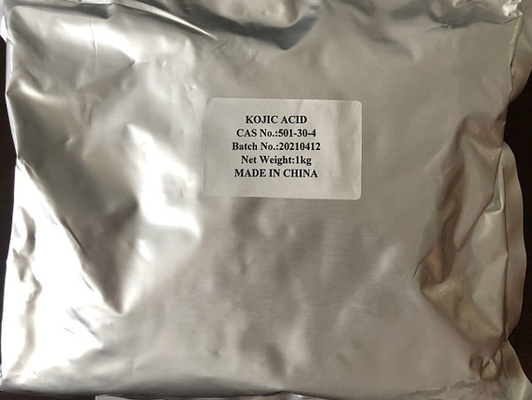 KOJIC ACID
CAS No.:501-30-4
Batch No.:20210412
Net Weight:1kg
MADE IN CHINA